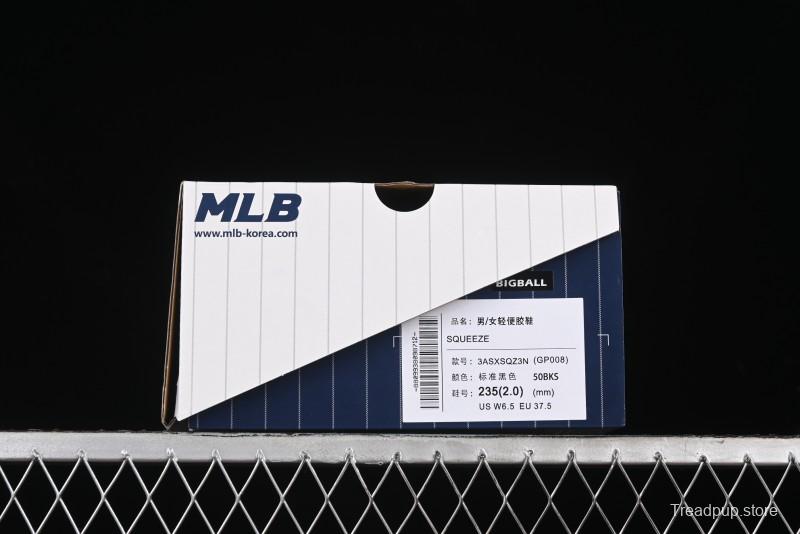 MLB
www.mlb-korea.com
BIGBALL
品名：男/女轻便胶鞋
SQUEEZE
款号：3ASXSQZ3N (GP008)
颜色：标准黑色 50BKS
鞋号：235(2.0) (mm)
US W6.5 EU 37.5
Treadpup.store